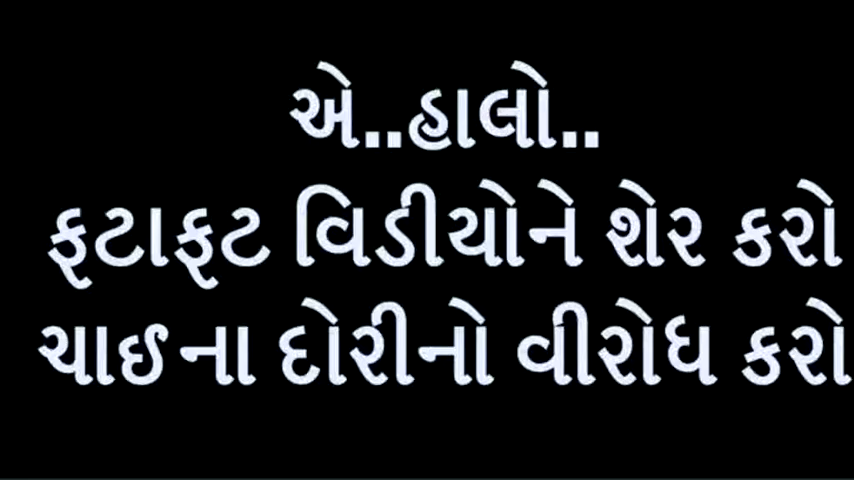 એ..હાલો..
ફટાફટ વિડીયોને શેર કરો
ચાઈના દોરીનો વીરોધ કરો